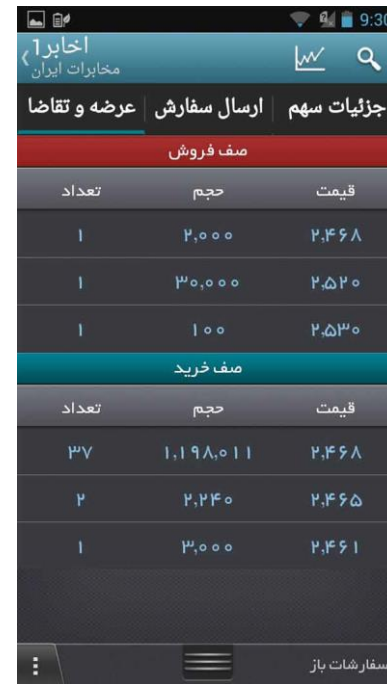 9:30
اخابر1
مخابرات ایران
جزئیات سهم ارسال سفارش عرضه و تقاضا
صف فروش
قیمت حجم تعداد
۲,۴۶۸ ۲,۰۰۰ ۱
۲,۵۲۰ ۳۰,۰۰۰ ۱
۲,۵۳۰ ۱۰۰ ۱
صف خرید
قیمت حجم تعداد
۲,۴۶۸ ۱,۱۹۸,۰۱۱ ۳۷
۲,۴۶۵ ۲,۲۴۰ ۲
۲,۴۶۱ ۳,۰۰۰ ۱
سفارشات باز